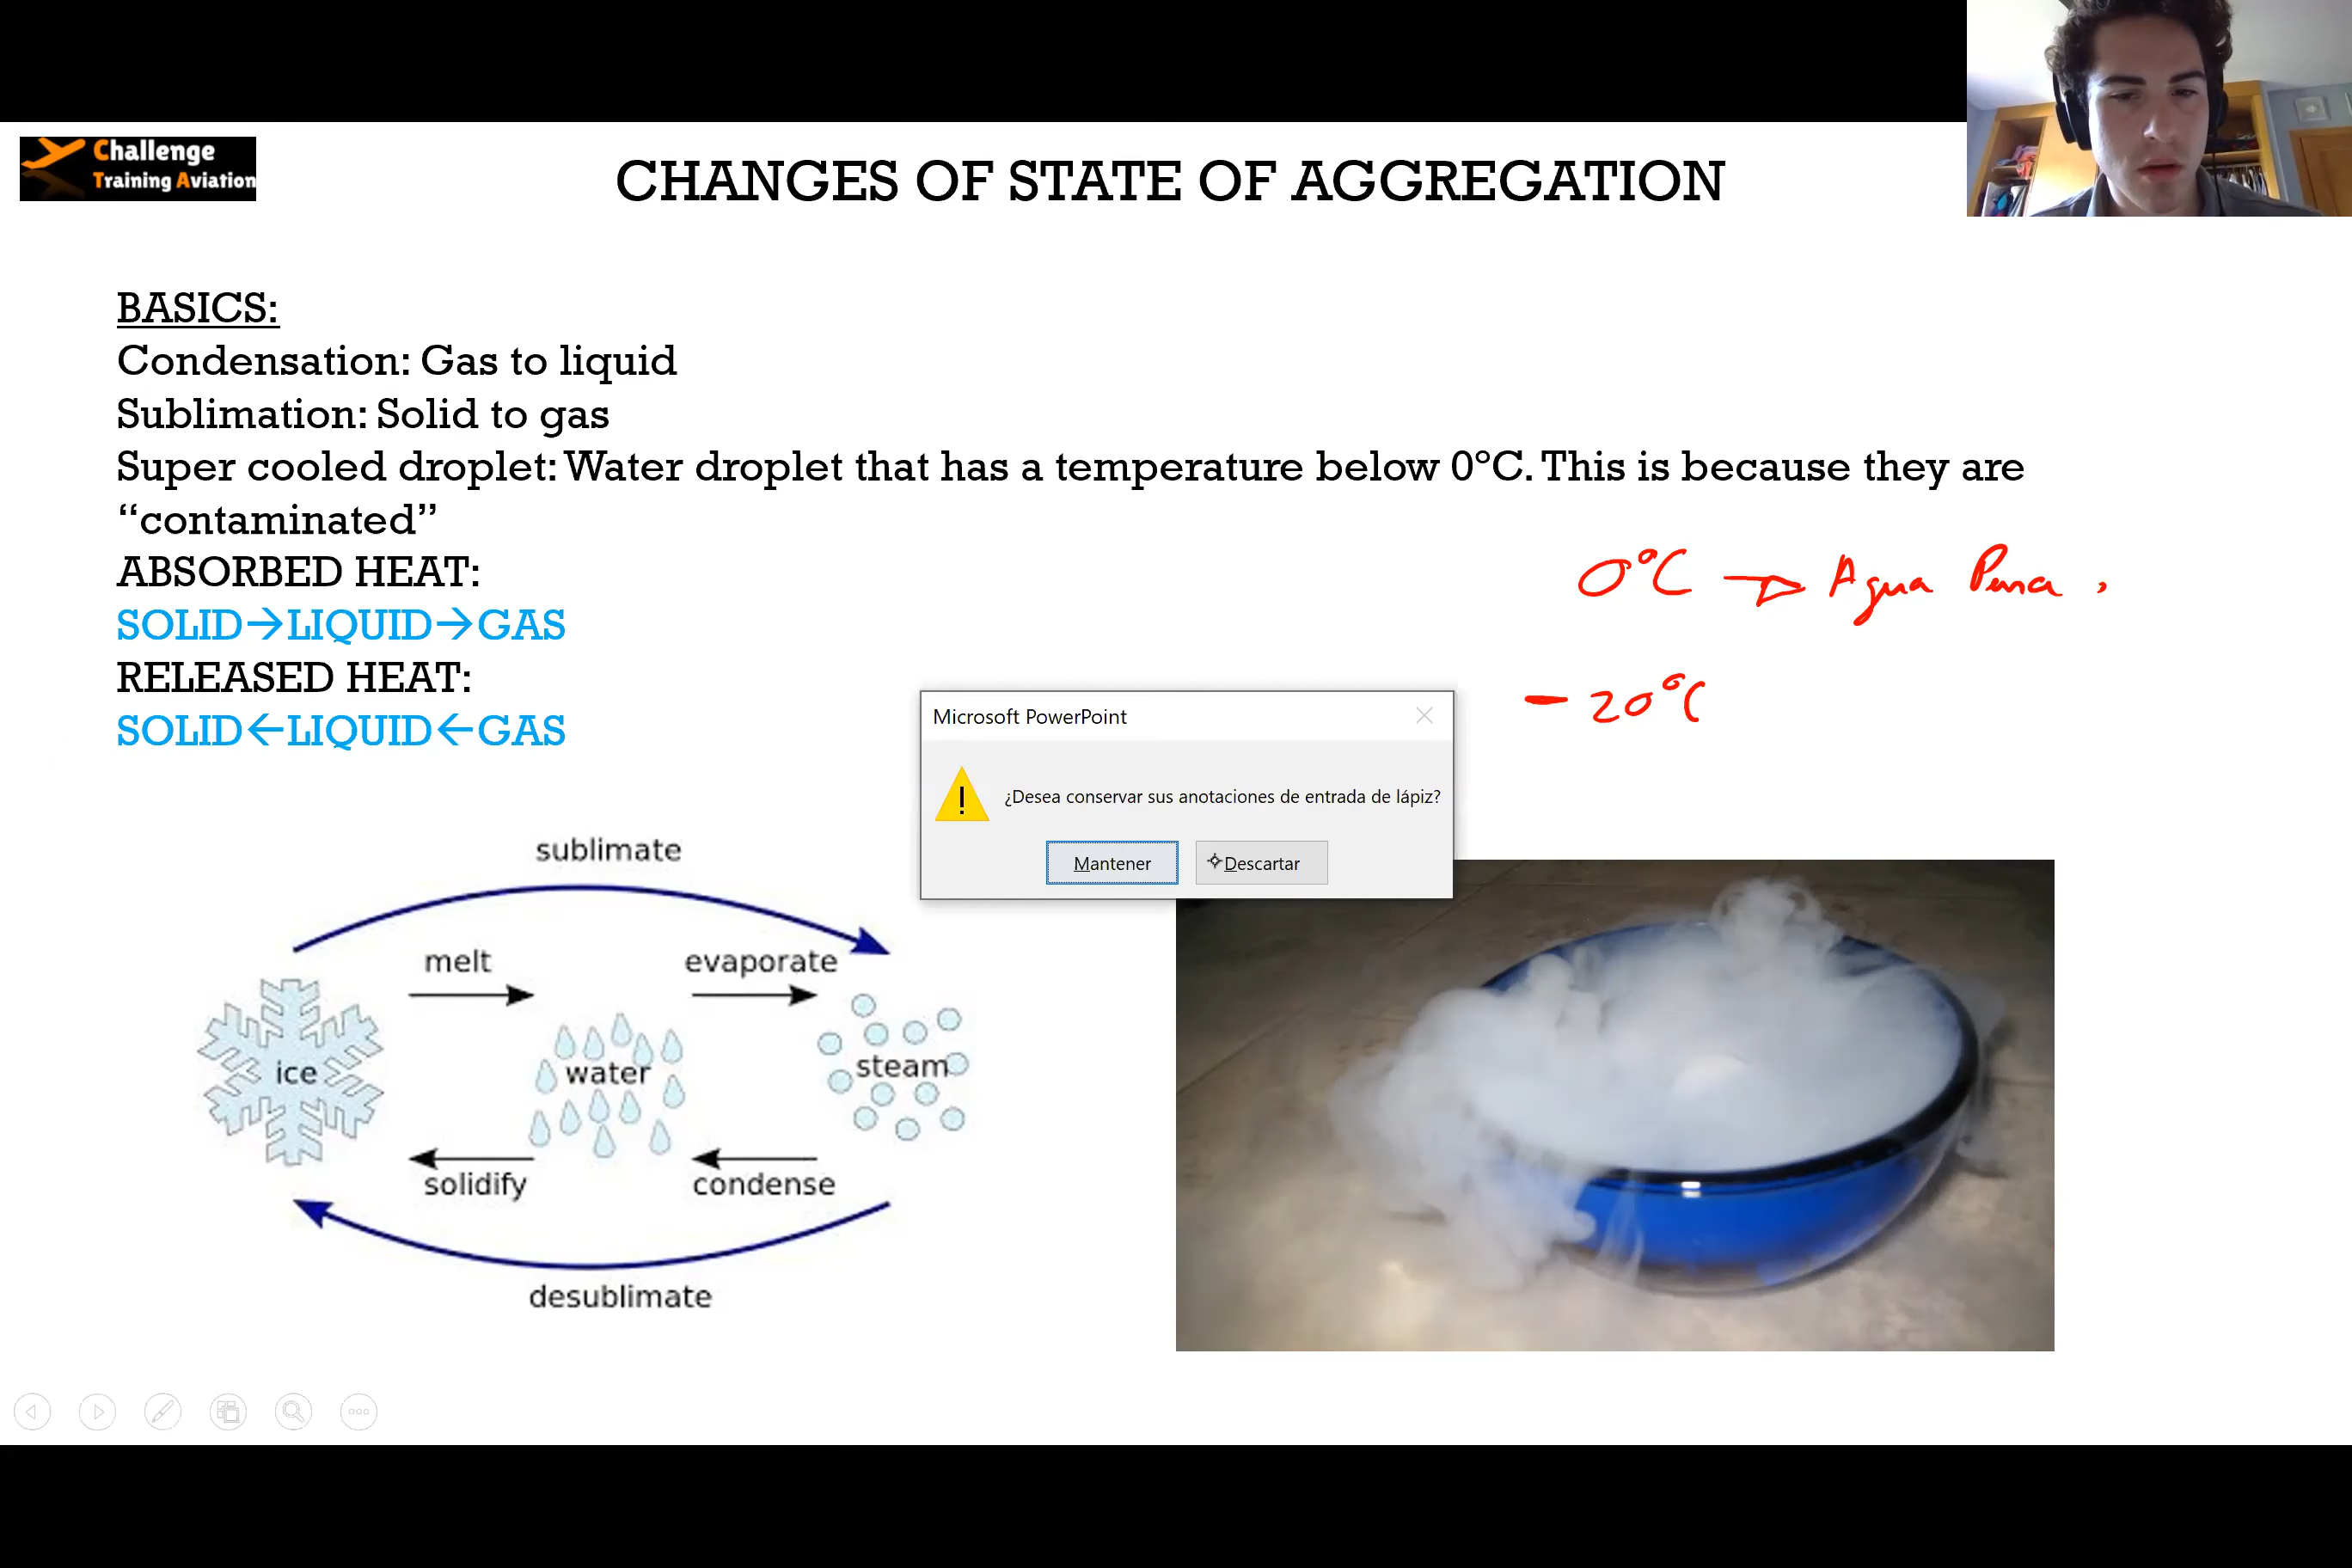 Challenge
Training Aviation
CHANGES OF STATE OF AGGREGATION
BASICS:
Condensation: Gas to liquid
Sublimation: Solid to gas
Super cooled droplet: Water droplet that has a temperature below 0ºC. This is because they are
“contaminated”
ABSORBED HEAT:
SOLID→LIQUID→GAS
RELEASED HEAT:
SOLID←LIQUID←GAS
0°C → Agua Pura,
- 20°C
Microsoft PowerPoint
¿Desea conservar sus anotaciones de entrada de lápiz?
Mantener Descartar
sublimate
melt evaporate
ice water steam
solidify condense
desublimate